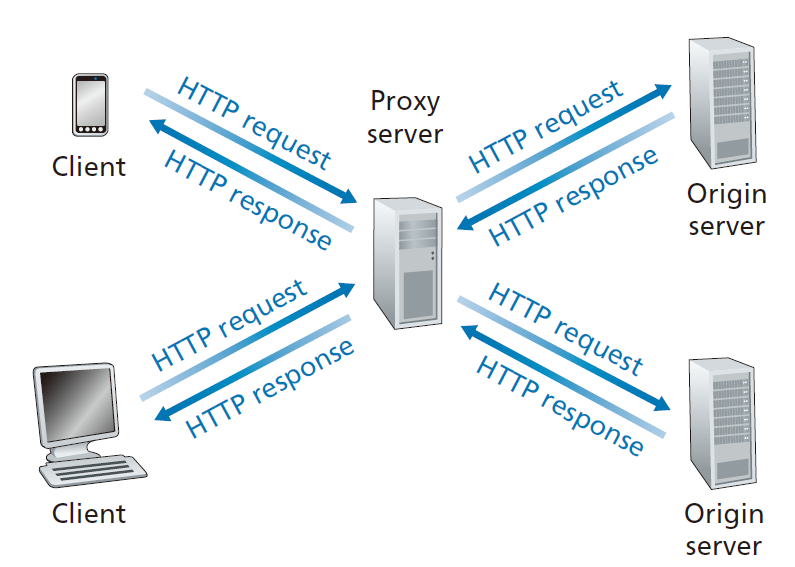 Client
HTTP request
HTTP response
Proxy
server
HTTP request
HTTP response
Origin
server
HTTP request
HTTP response
Client
HTTP request
HTTP response
Origin
server